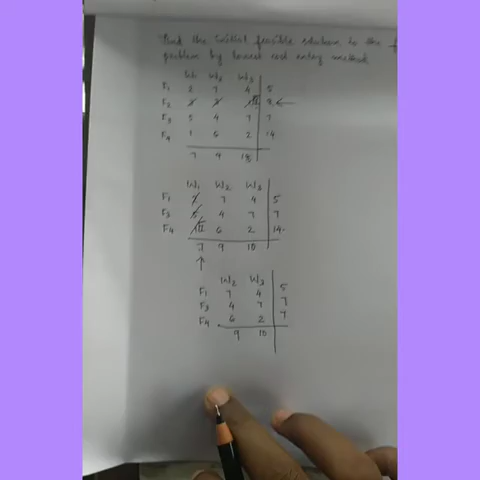 Find the initial feasible solution to the
problem by lowest cost entry method.
W1 W2 W3
F1 2 7 4 5
F2 3 3 1 8
F3 5 4 7 7
F4 1 6 2 14
7 9 18
W1 W2 W3
F1 2 7 4 5
F3 5 4 7 7
F4 1 6 2 14
7 9 10
W2 W3
F1 7 4 5
F3 4 7 7
F4 6 2 7
9 10